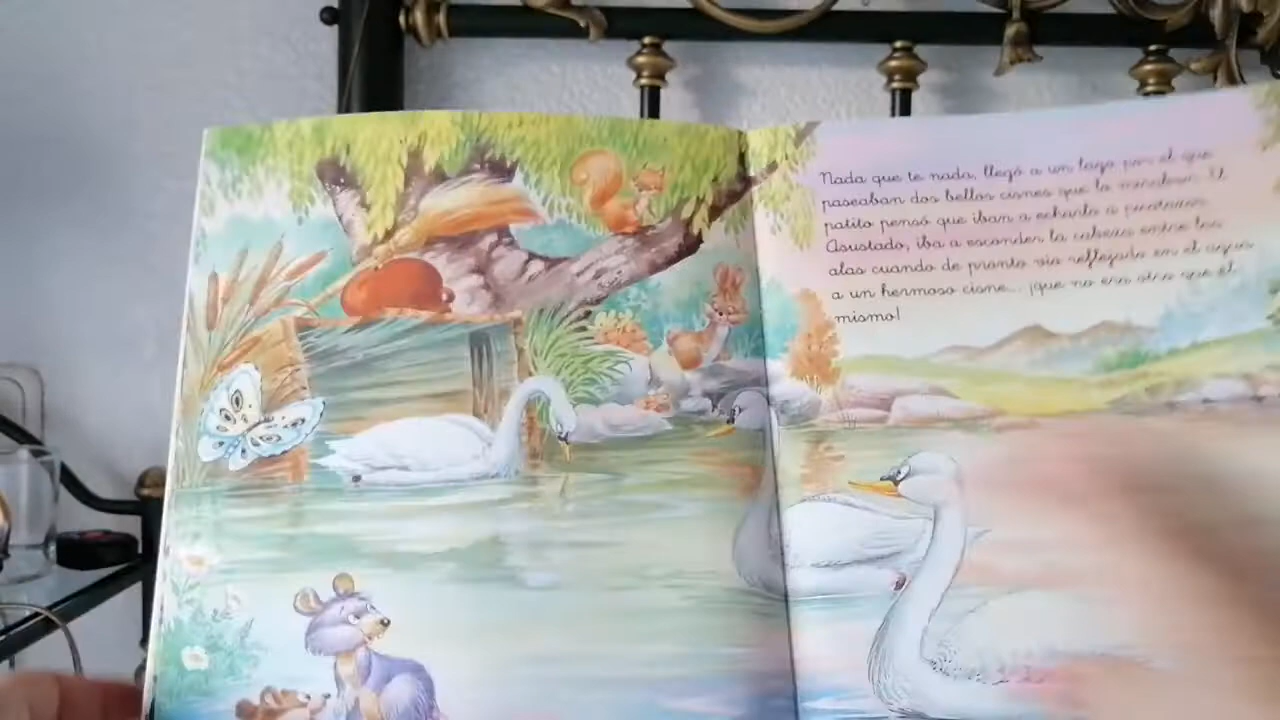 Nada que te nada, llegó a un lago por el que
paseaban dos bellos cisnes que lo miraban. El
patito pensó que iban a echarlo a picotazos.
Asustado, iba a esconder la cabeza entre las
alas cuando de pronto vio reflejado en el agua
a un hermoso cisne... ¡que no era otro que él
mismo!